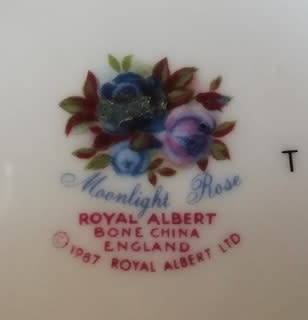 T
Moonlight Rose
ROYAL ALBERT
BONE CHINA
ENGLAND
© 1987 ROYAL ALBERT LTD